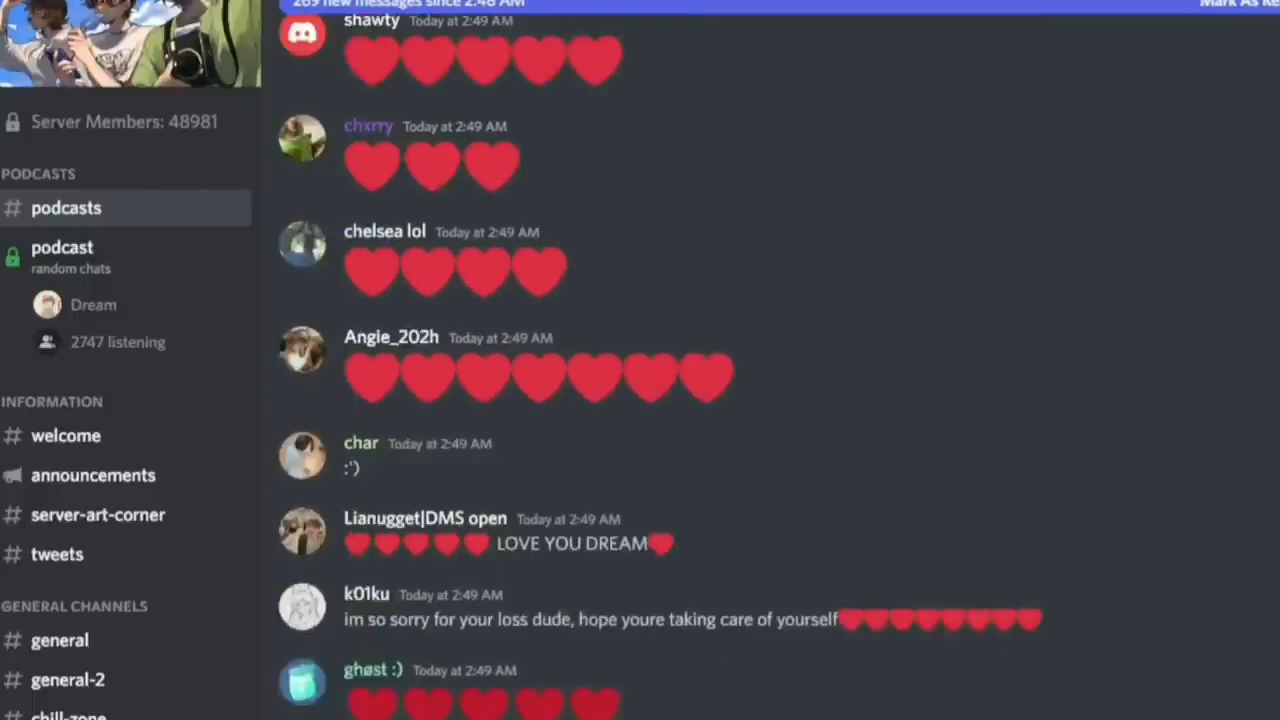 269 new messages since 2:48 AM
Mark As Re
shawty Today at 2:49 AM
Server Members: 48981
chxrry Today at 2:49 AM
PODCASTS
podcasts
podcast
random chats
chelsea lol Today at 2:49 AM
Dream
2747 listening
Angie_202h Today at 2:49 AM
INFORMATION
welcome
announcements
server-art-corner
tweets
char Today at 2:49 AM
:')
Lianugget|DMS open Today at 2:49 AM
LOVE YOU DREAM
k01ku Today at 2:49 AM
im so sorry for your loss dude, hope youre taking care of yourself
GENERAL CHANNELS
general
general-2
chill-zone
ghøst :) Today at 2:49 AM